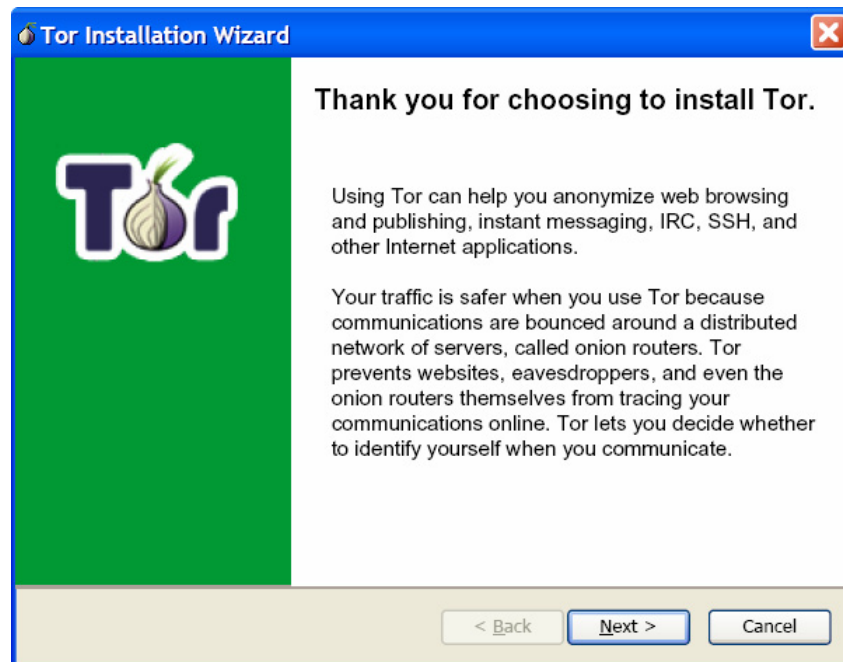 Tor Installation Wizard
Thank you for choosing to install Tor.
Tor
Using Tor can help you anonymize web browsing
and publishing, instant messaging, IRC, SSH, and
other Internet applications.
Your traffic is safer when you use Tor because
communications are bounced around a distributed
network of servers, called onion routers. Tor
prevents websites, eavesdroppers, and even the
onion routers themselves from tracing your
communications online. Tor lets you decide whether
to identify yourself when you communicate.
< Back Next > Cancel